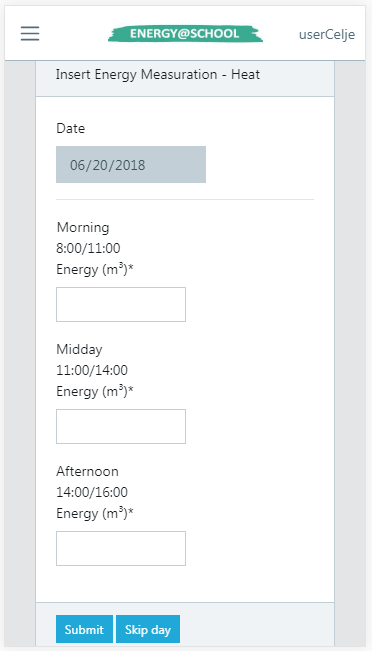 ENERGY@SCHOOL
userCelje
Insert Energy Measuration - Heat
Date
06/20/2018
Morning
8:00/11:00
Energy (m³)*
Midday
11:00/14:00
Energy (m³)*
Afternoon
14:00/16:00
Energy (m³)*
Submit
Skip day